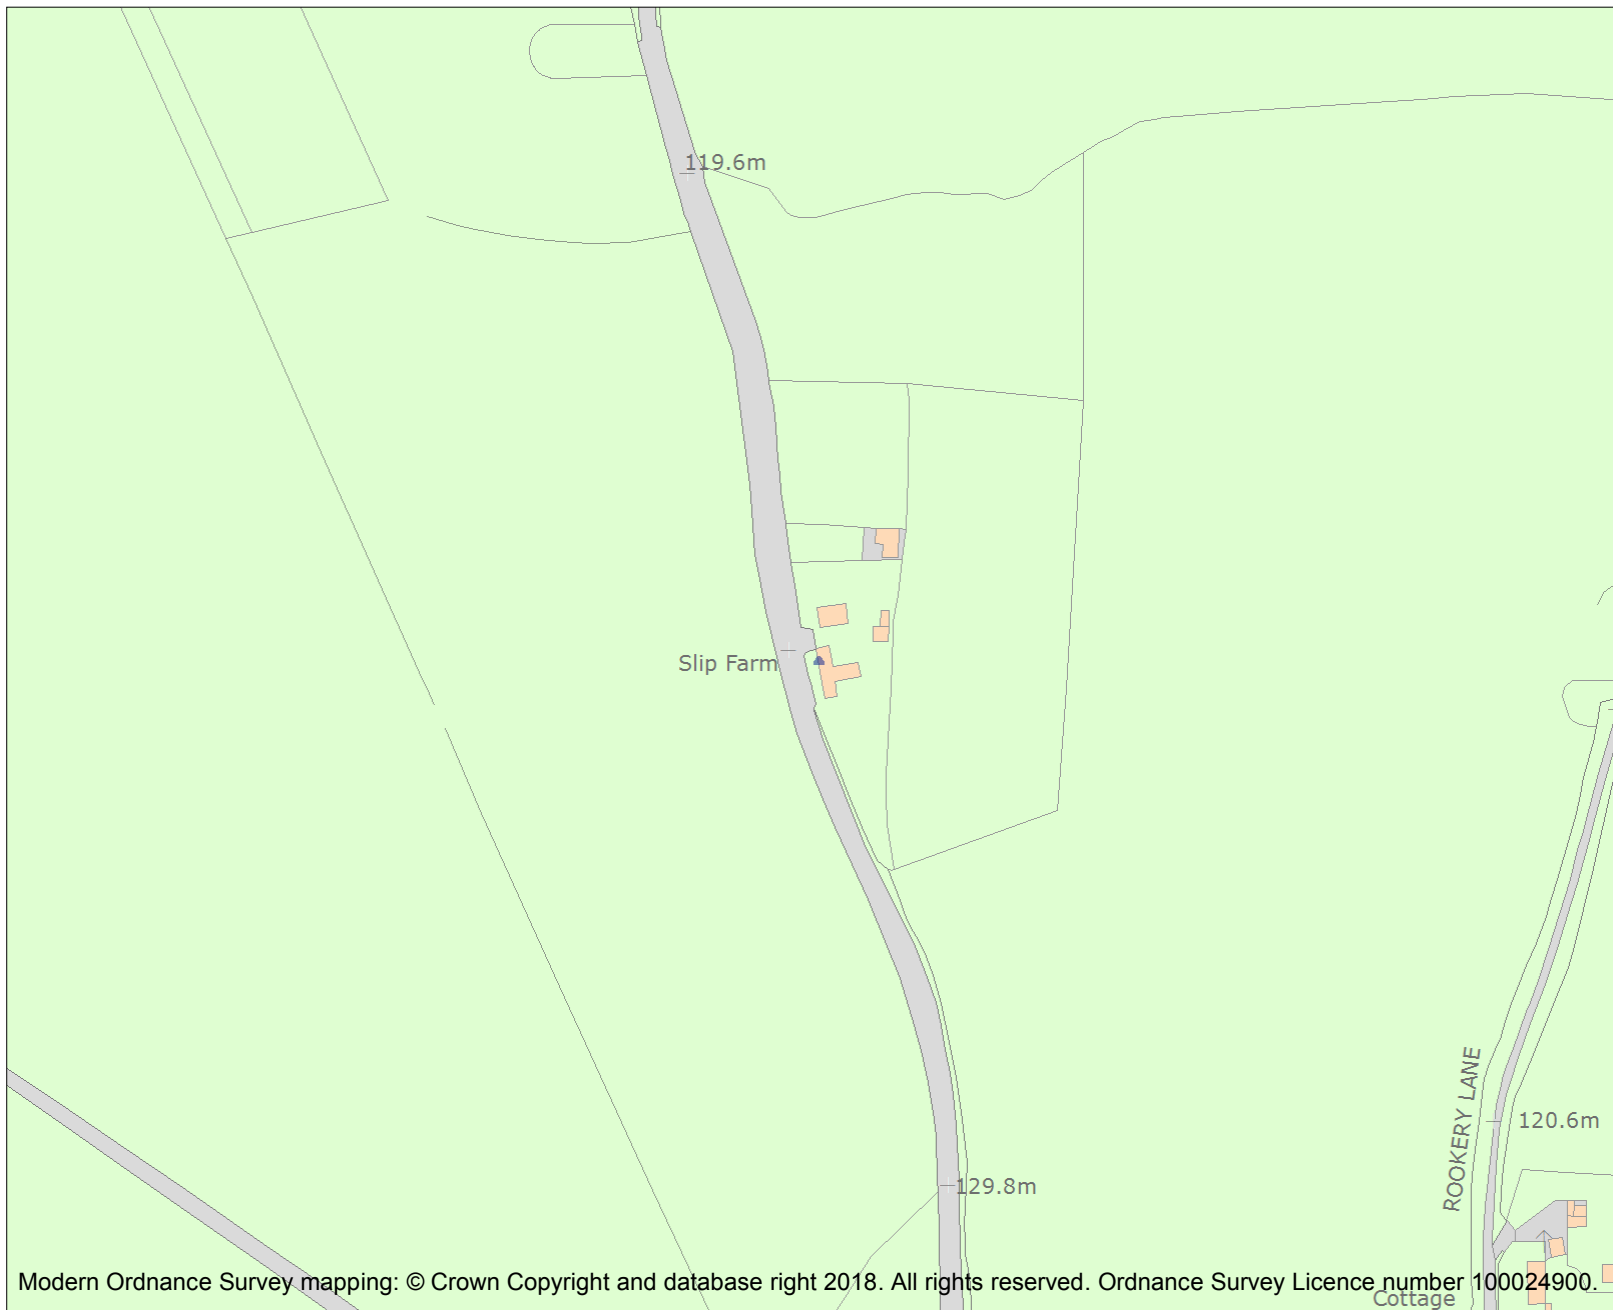 119.6m
Slip Farm
ROOKERY LANE
120.6m
129.8m
Modern Ordnance Survey mapping: © Crown Copyright and database right 2018. All rights reserved. Ordnance Survey Licence number 100024900.
Cottage